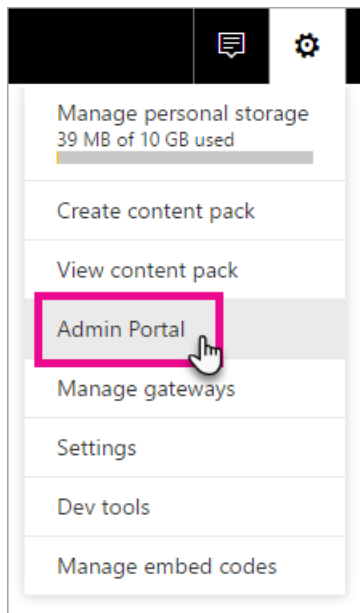 Manage personal storage
39 MB of 10 GB used
Create content pack
View content pack
Admin Portal
Manage gateways
Settings
Dev tools
Manage embed codes